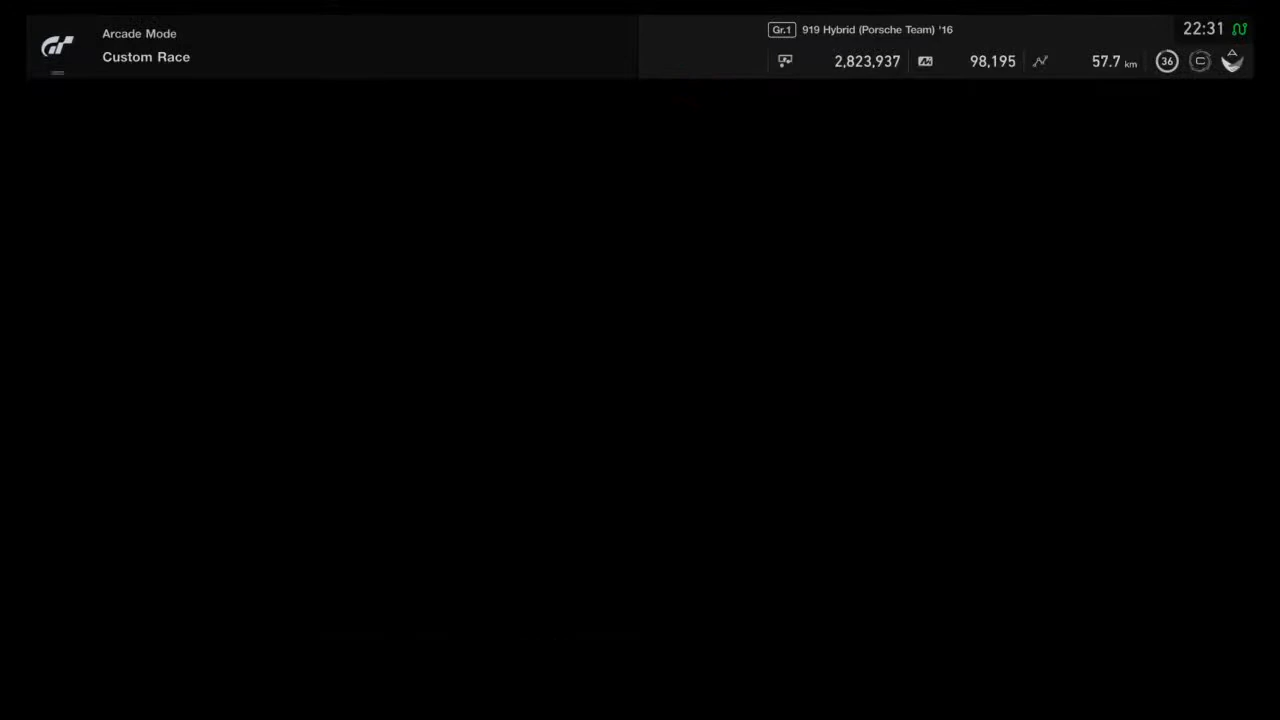 Arcade Mode
Custom Race
Gr.1 919 Hybrid (Porsche Team) '16
22:31
2,823,937 98,195 57.7 km 36 C A